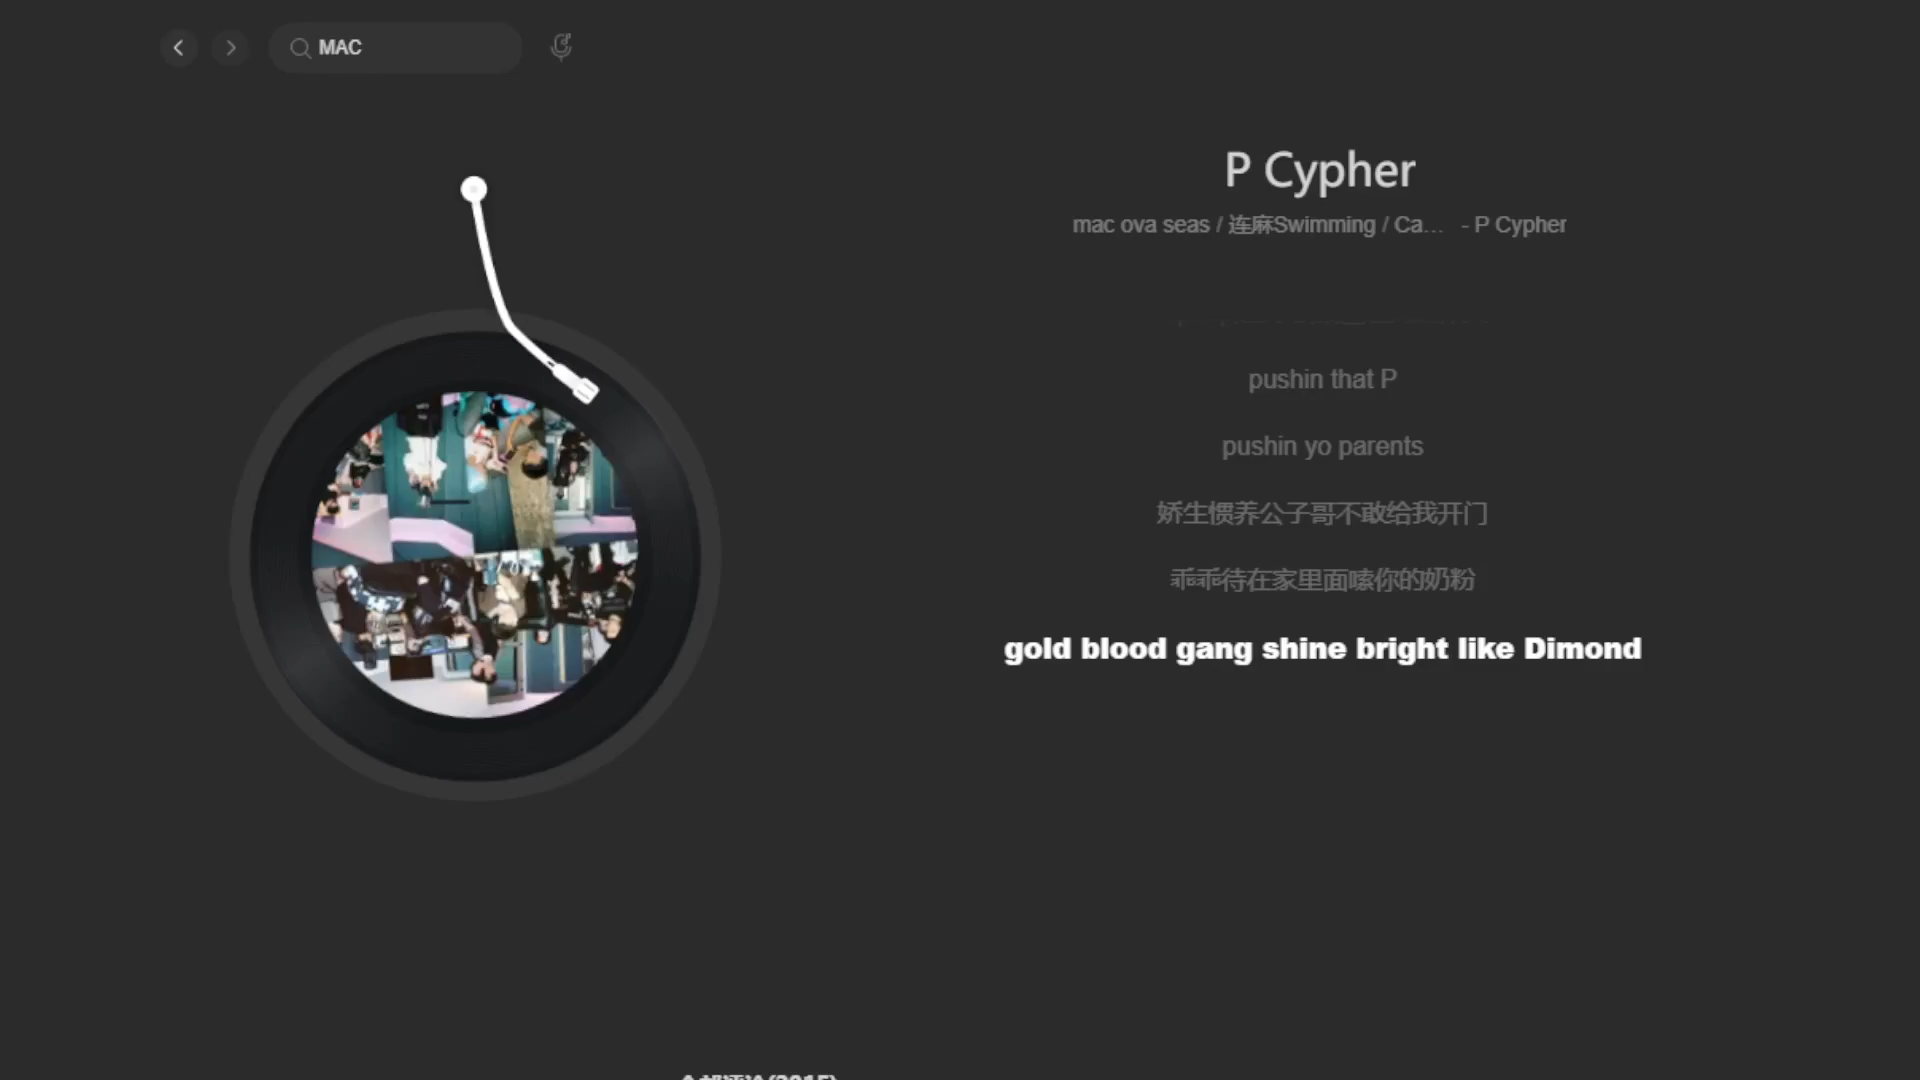 MAC
P Cypher
mac ova seas / 连麻Swimming / Ca... - P Cypher
pushin that P
pushin yo parents
娇生惯养公子哥不敢给我开门
乖乖待在家里面嗦你的奶粉
gold blood gang shine bright like Dimond